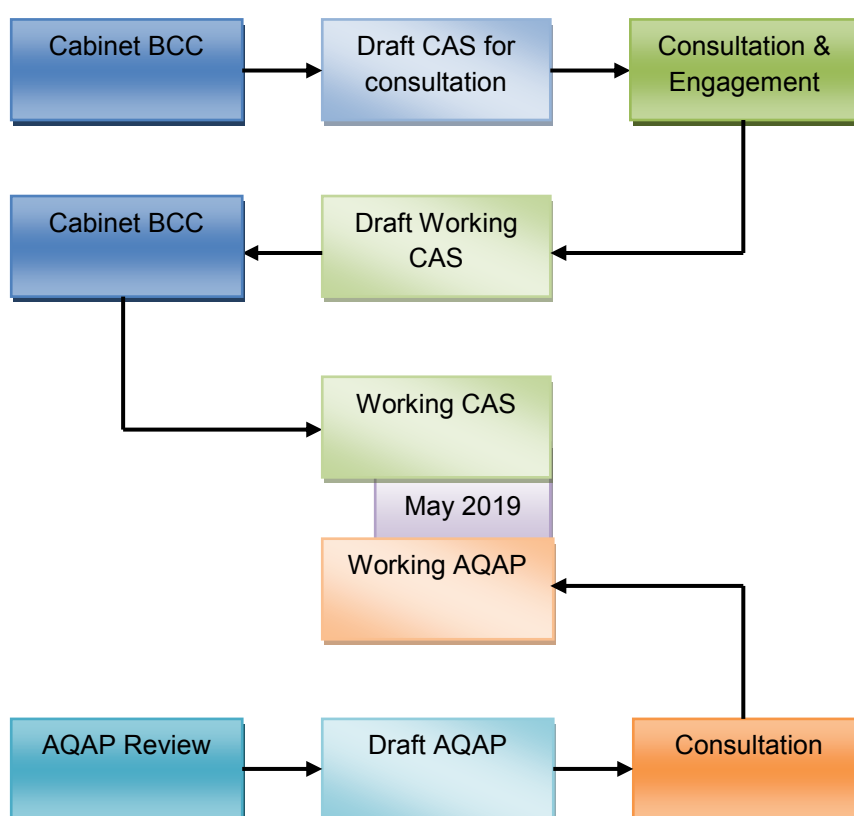 Cabinet BCC
Draft CAS for
consultation
Consultation &
Engagement
Cabinet BCC
Draft Working
CAS
Working CAS
May 2019
Working AQAP
AQAP Review
Draft AQAP
Consultation